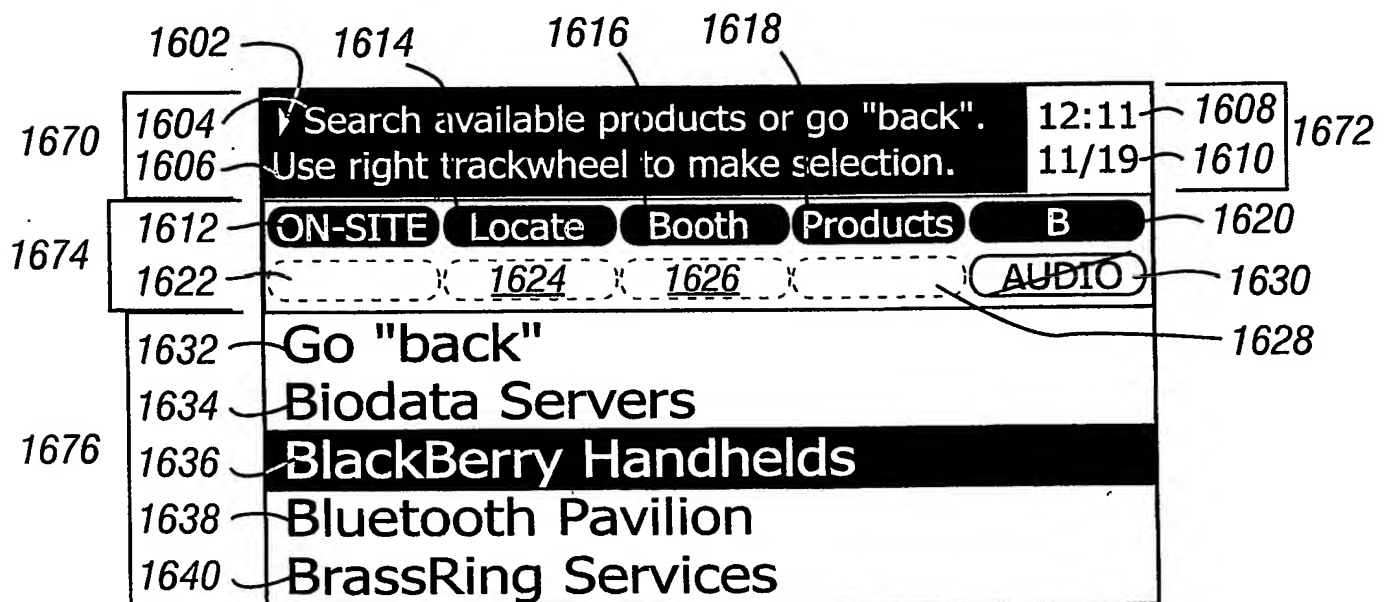 1602 1614 1616 1618
1670 1604 Search available products or go "back". 12:11 1608 1672
1606 Use right trackwheel to make selection. 11/19 1610
1674 1612 ON-SITE Locate Booth Products B 1620
1622 1624 1626 AUDIO 1630
1632 Go "back" 1628
1634 Biodata Servers
1676 1636 BlackBerry Handhelds
1638 Bluetooth Pavilion
1640 BrassRing Services